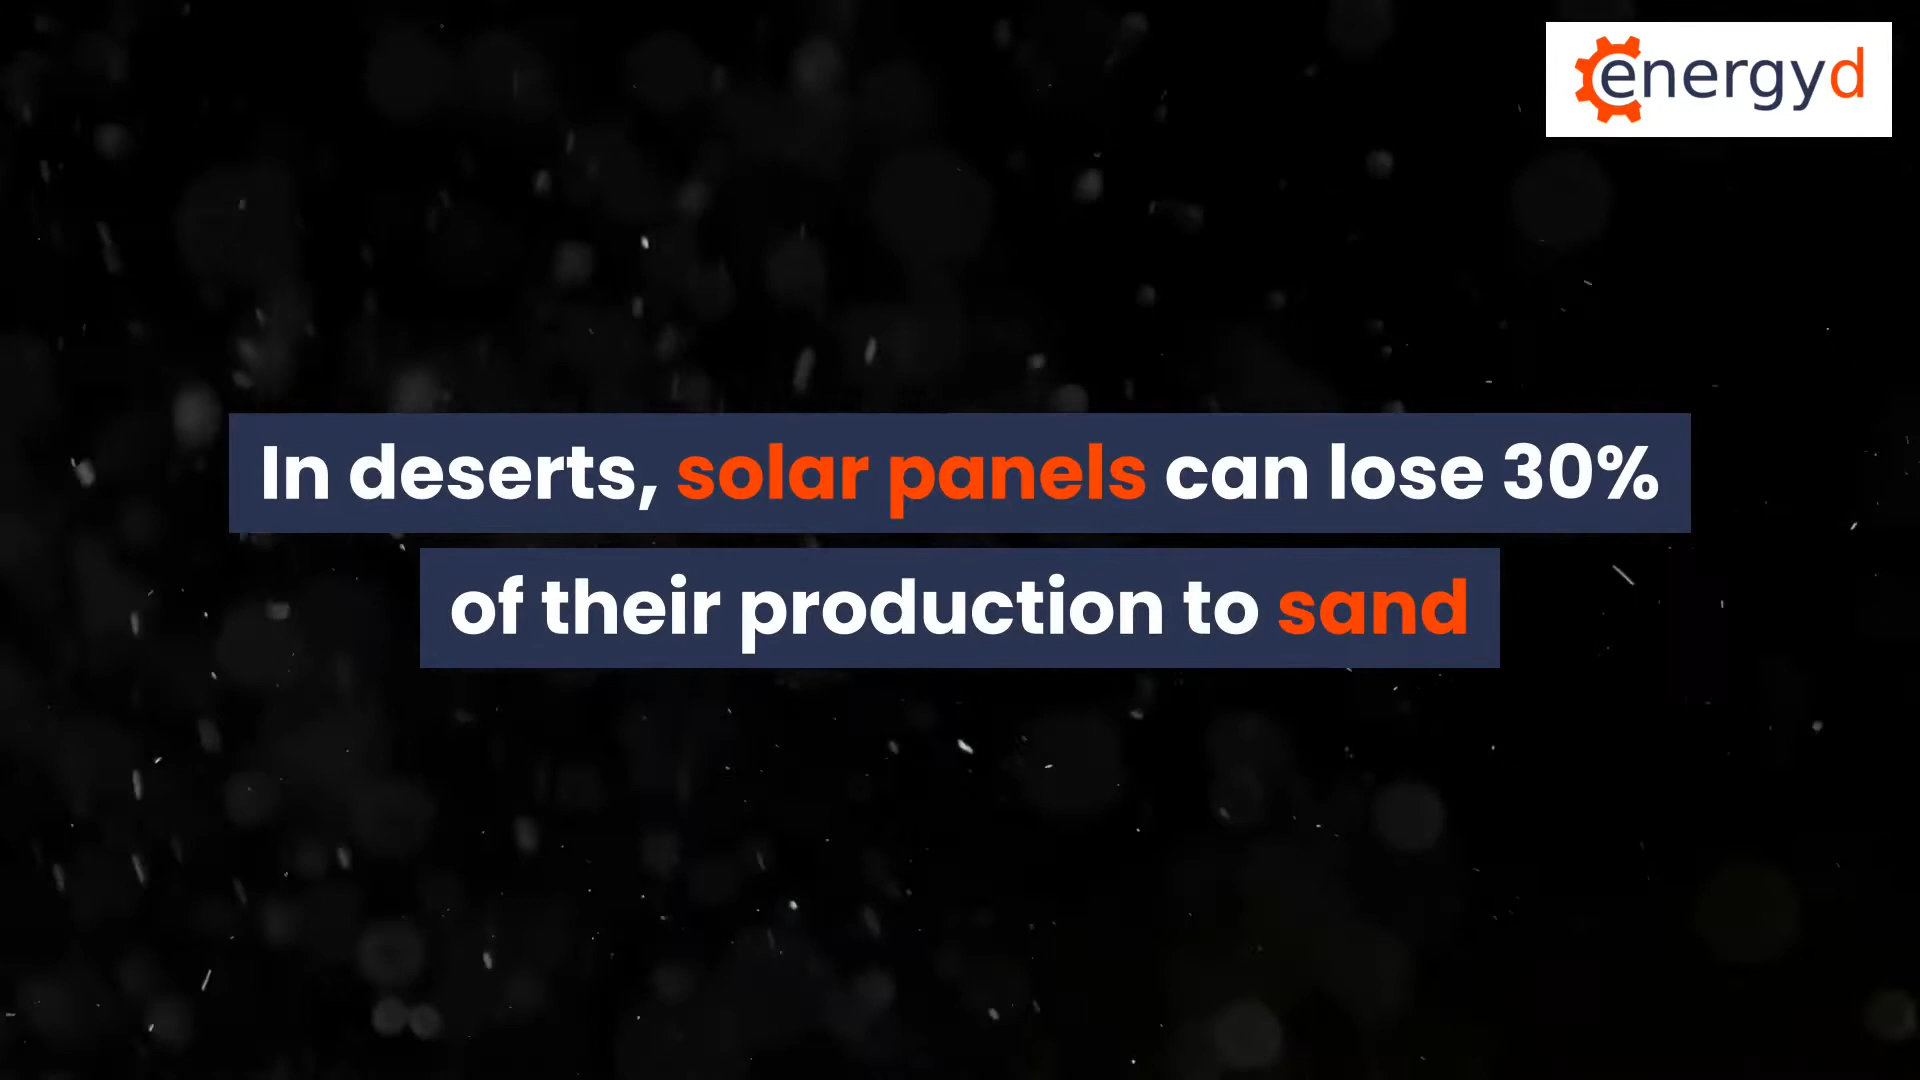 energyd
In deserts, solar panels can lose 30%
of their production to sand